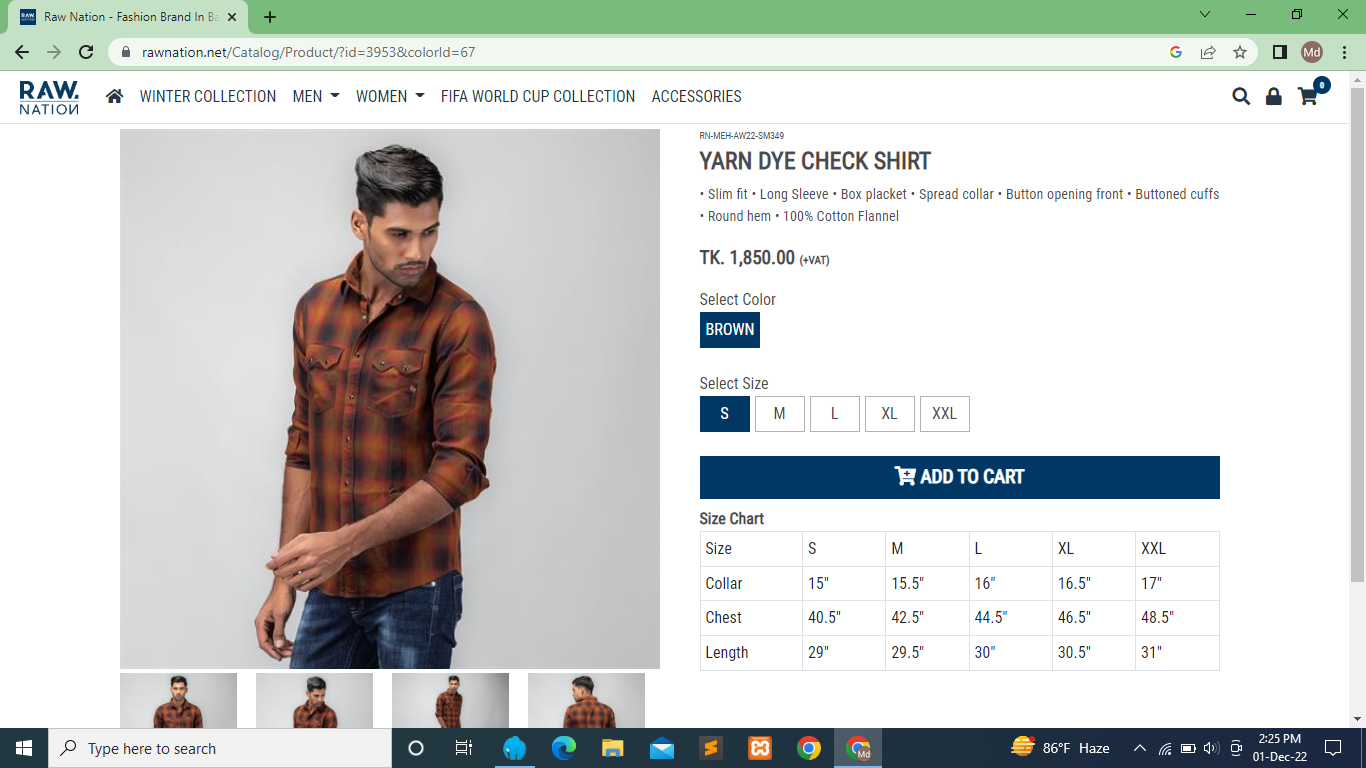 Raw Nation - Fashion Brand In Ba
rawnation.net/Catalog/Product/?id=3953&colorId=67
Md
RAW.
NATION
WINTER COLLECTION MEN WOMEN FIFA WORLD CUP COLLECTION ACCESSORIES
0
RN-MEH-AW22-SM349
YARN DYE CHECK SHIRT
• Slim fit • Long Sleeve • Box placket • Spread collar • Button opening front • Buttoned cuffs
• Round hem • 100% Cotton Flannel
TK. 1,850.00 (+VAT)
Select Color
BROWN
Select Size
S M L XL XXL
ADD TO CART
Size Chart
Size S M L XL XXL
Collar 15" 15.5" 16" 16.5" 17"
Chest 40.5" 42.5" 44.5" 46.5" 48.5"
Length 29" 29.5" 30" 30.5" 31"
Type here to search
Md
86°F Haze
2:25 PM
01-Dec-22